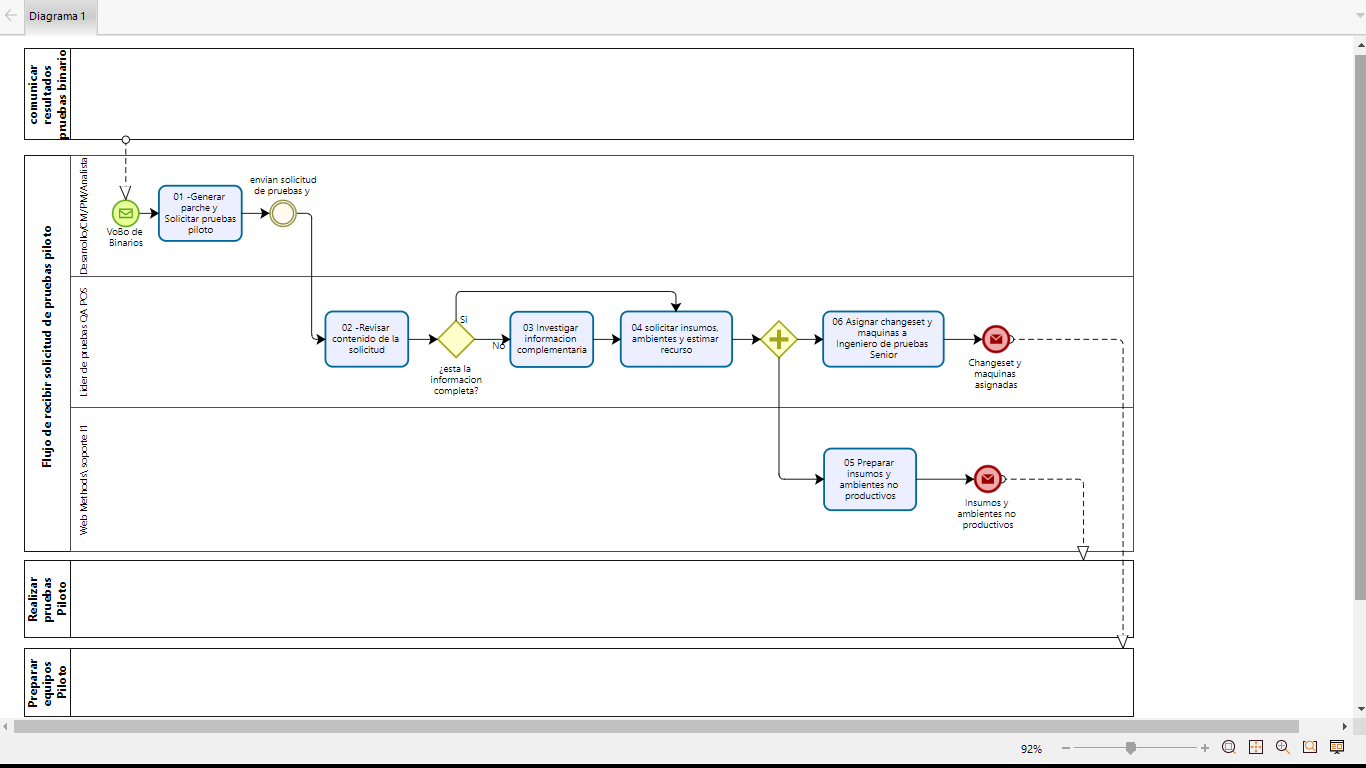 Diagrama 1
comunicar
resultados
pruebas binario
Flujo de recibir solicitud de pruebas piloto
Desarrollo/CM/PM/Analista
VoBo de
Binarios
01 -Generar
parche y
Solicitar pruebas
piloto
envian solicitud
de pruebas y
Lider de pruebas QA POS
02 -Revisar
contenido de la
solicitud
Si
No
¿esta la
informacion
completa?
03 Investigar
informacion
complementaria
04 solicitar insumos,
ambientes y estimar
recurso
06 Asignar changeset y
maquinas a
Ingeniero de pruebas
Senior
Changeset y
maquinas
asignadas
Web Methods\ soporte I1
05 Preparar
insumos y
ambientes no
productivos
Insumos y
ambientes no
productivos
Realizar
pruebas
Piloto
Preparar
equipos
Piloto
92%